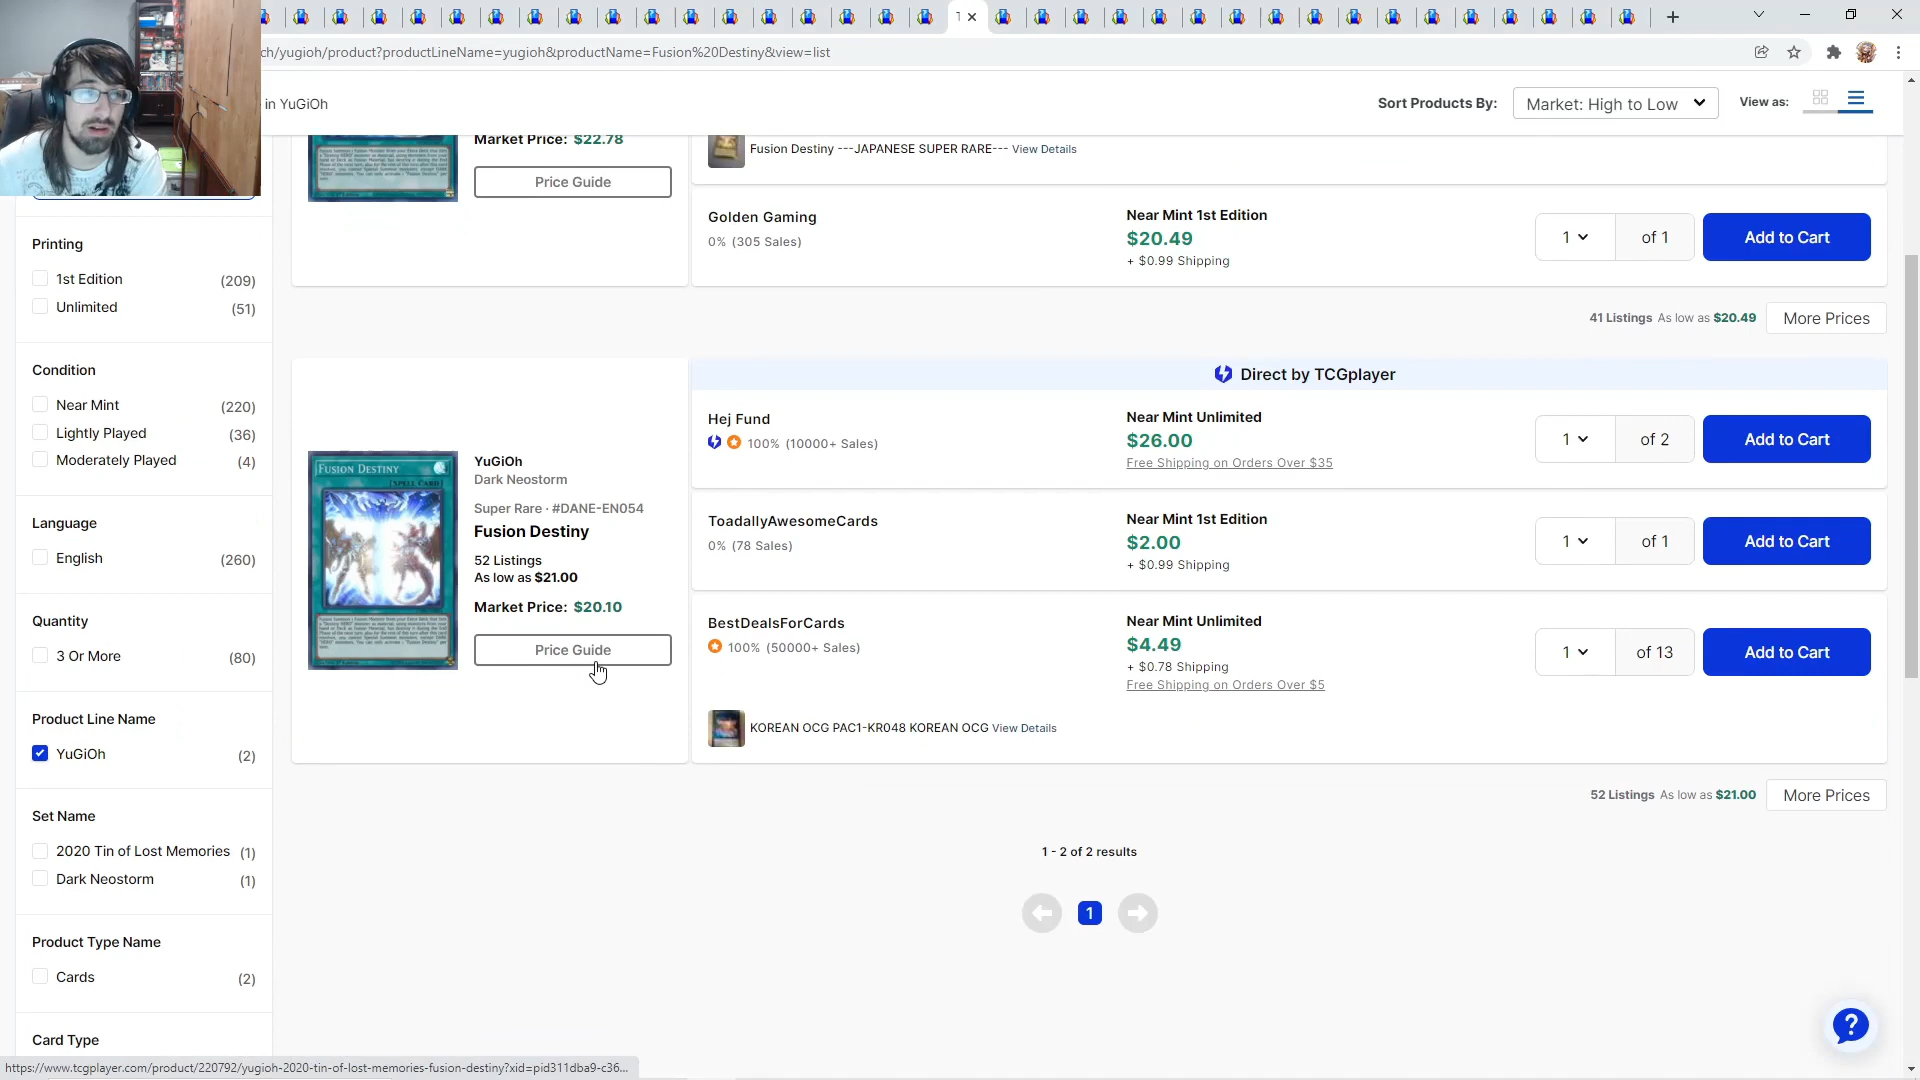 ch/yugioh/product?productLineName=yugioh&productName=Fusion%20Destiny&view=list
in YuGiOh
Sort Products By:
Market: High to Low
View as:
Market Price: $22.78
Price Guide
Fusion Destiny ---JAPANESE SUPER RARE--- View Details
Golden Gaming
0% (305 Sales)
Near Mint 1st Edition
$20.49
+ $0.99 Shipping
1
of 1
Add to Cart
41 Listings As low as $20.49
More Prices
Printing
1st Edition (209)
Unlimited (51)
Condition
Near Mint (220)
Lightly Played (36)
Moderately Played (4)
Language
English (260)
Quantity
3 Or More (80)
Product Line Name
YuGiOh (2)
Set Name
2020 Tin of Lost Memories (1)
Dark Neostorm (1)
Product Type Name
Cards (2)
Card Type
FUSION DESTINY
[SPELL CARD]
YuGiOh
Dark Neostorm
Super Rare · #DANE-EN054
Fusion Destiny
52 Listings
As low as $21.00
Market Price: $20.10
Price Guide
Direct by TCGplayer
Hej Fund
100% (10000+ Sales)
Near Mint Unlimited
$26.00
Free Shipping on Orders Over $35
1
of 2
Add to Cart
ToadallyAwesomeCards
0% (78 Sales)
Near Mint 1st Edition
$2.00
+ $0.99 Shipping
1
of 1
Add to Cart
BestDealsForCards
100% (50000+ Sales)
Near Mint Unlimited
$4.49
+ $0.78 Shipping
Free Shipping on Orders Over $5
1
of 13
Add to Cart
KOREAN OCG PAC1-KR048 KOREAN OCG View Details
52 Listings As low as $21.00
More Prices
1 - 2 of 2 results
1
?
https://www.tcgplayer.com/product/220792/yugioh-2020-tin-of-lost-memories-fusion-destiny?xid=pid311dba9-c36...